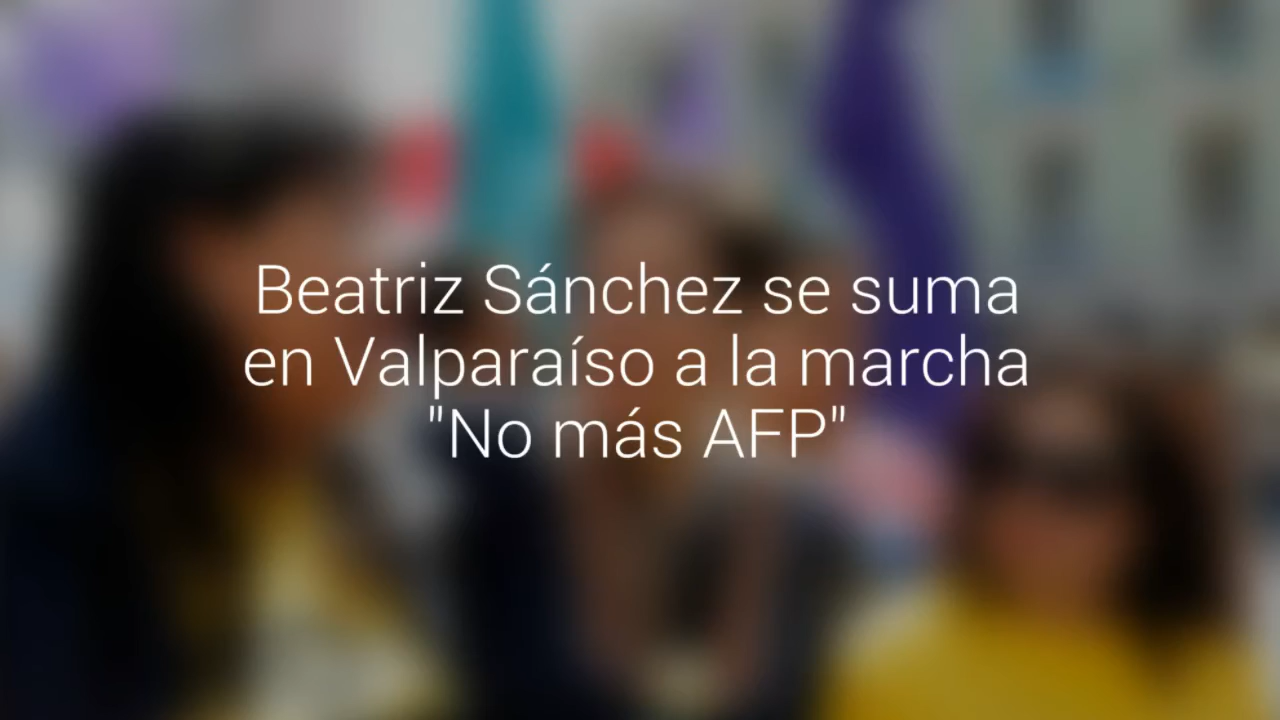 Beatriz Sánchez se suma
en Valparaíso a la marcha
"No más AFP"